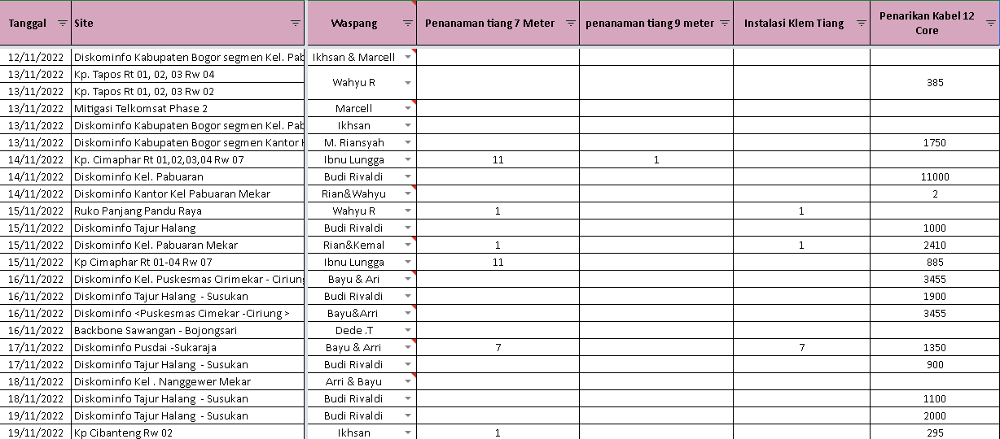 Tanggal Site Waspang Penanaman tiang 7 Meter penanaman tiang 9 meter Instalasi Klem Tiang Penarikan Kabel 12 Core
12/11/2022 Diskominfo Kabupaten Bogor segmen Kel. Pab Ikhsan & Marcell
13/11/2022 Kp. Tapos Rt 01, 02, 03 Rw 04 Wahyu R 385
13/11/2022 Kp. Tapos Rt 01, 02, 03 Rw 02
13/11/2022 Mitigasi Telkomsat Phase 2 Marcell
13/11/2022 Diskominfo Kabupaten Bogor segmen Kel. Pab Ikhsan
13/11/2022 Diskominfo Kabupaten Bogor segmen Kantor M. Riansyah 1750
14/11/2022 Kp. Cimaphar Rt 01,02,03,04 Rw 07 Ibnu Lungga 11 1
14/11/2022 Diskominfo Kel. Pabuaran Budi Rivaldi 11000
14/11/2022 Diskominfo Kantor Kel Pabuaran Mekar Rian&Wahyu 2
15/11/2022 Ruko Panjang Pandu Raya Wahyu R 1 1
15/11/2022 Diskominfo Tajur Halang Budi Rivaldi 1000
15/11/2022 Diskominfo Kel. Pabuaran Mekar Rian&Kemal 1 1 2410
15/11/2022 Kp Cimaphar Rt 01-04 Rw 07 Ibnu Lungga 11 885
16/11/2022 Diskominfo Kel. Puskesmas Cirimekar - Ciriung Bayu & Ari 3455
16/11/2022 Diskominfo Tajur Halang - Susukan Budi Rivaldi 1900
16/11/2022 Diskominfo <Puskesmas Cimekar -Ciriung > Bayu&Arri 3455
16/11/2022 Backbone Sawangan - Bojongsari Dede .T
17/11/2022 Diskominfo Pusdai -Sukaraja Bayu & Arri 7 7 1350
17/11/2022 Diskominfo Tajur Halang - Susukan Budi Rivaldi 900
18/11/2022 Diskominfo Kel . Nanggewer Mekar Arri & Bayu
18/11/2022 Diskominfo Tajur Halang - Susukan Budi Rivaldi 1100
19/11/2022 Diskominfo Tajur Halang - Susukan Budi Rivaldi 2000
19/11/2022 Kp Cibanteng Rw 02 Ikhsan 1 295